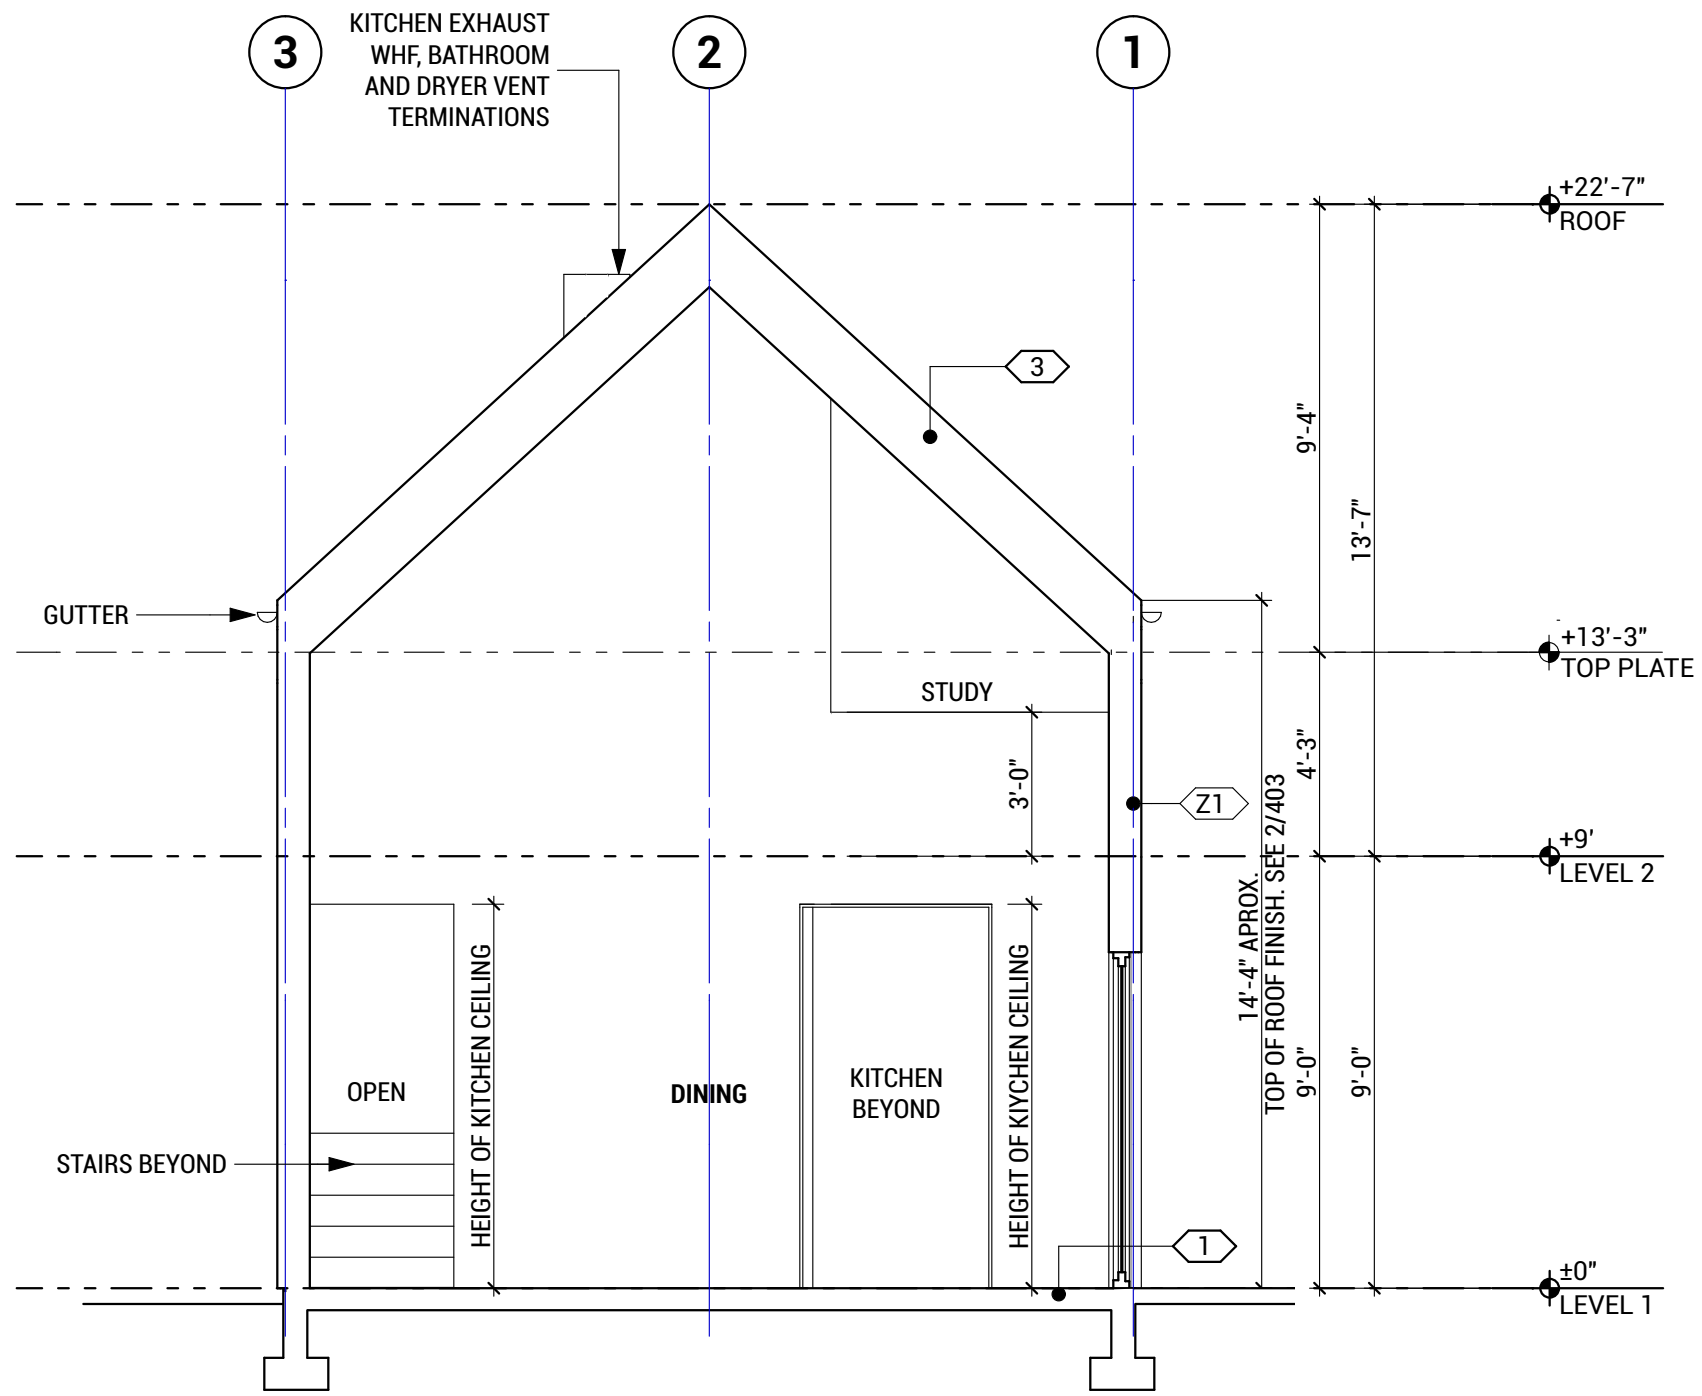 3
2
1
KITCHEN EXHAUST
WHF, BATHROOM
AND DRYER VENT
TERMINATIONS
+22'-7"
ROOF
3
9'-4"
13'-7"
GUTTER
+13'-3"
TOP PLATE
STUDY
3'-0"
4'-3"
Z1
+9'
LEVEL 2
14'-4" APROX.
TOP OF ROOF FINISH. SEE 2/403
9'-0"
9'-0"
OPEN
HEIGHT OF KITCHEN CEILING
DINING
KITCHEN
BEYOND
HEIGHT OF KIYCHEN CEILING
STAIRS BEYOND
1
±0"
LEVEL 1